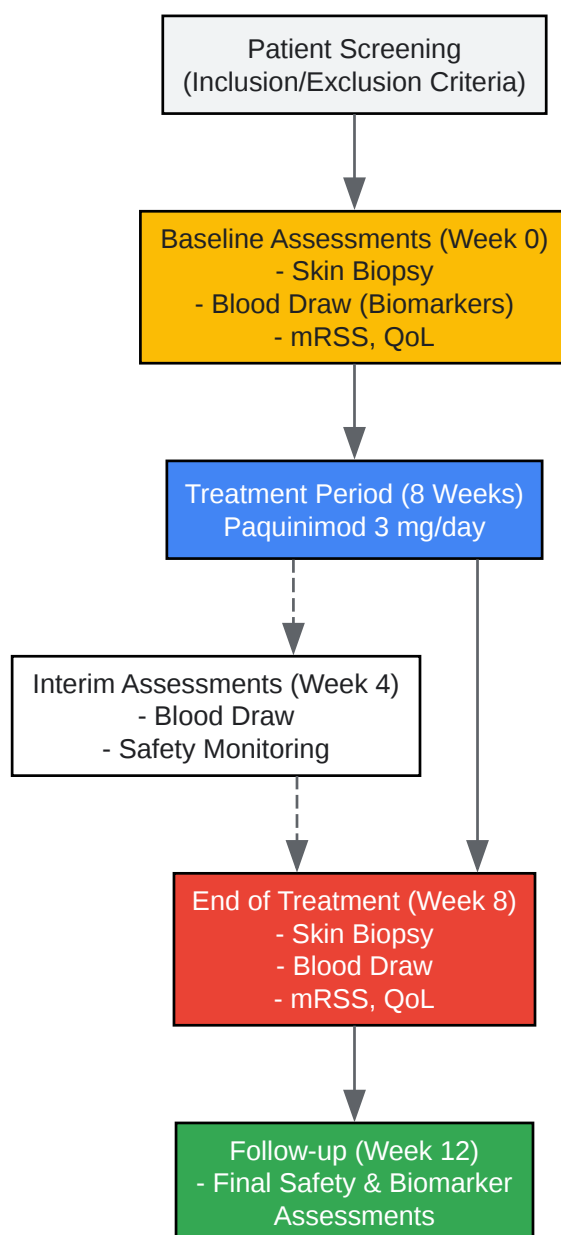 Patient Screening
(Inclusion/Exclusion Criteria)
Baseline Assessments (Week 0)
- Skin Biopsy
- Blood Draw (Biomarkers)
- mRSS, QoL
Treatment Period (8 Weeks)
Paquinimod 3 mg/day
Interim Assessments (Week 4)
- Blood Draw
- Safety Monitoring
End of Treatment (Week 8)
- Skin Biopsy
- Blood Draw
- mRSS, QoL
Follow-up (Week 12)
- Final Safety & Biomarker
Assessments